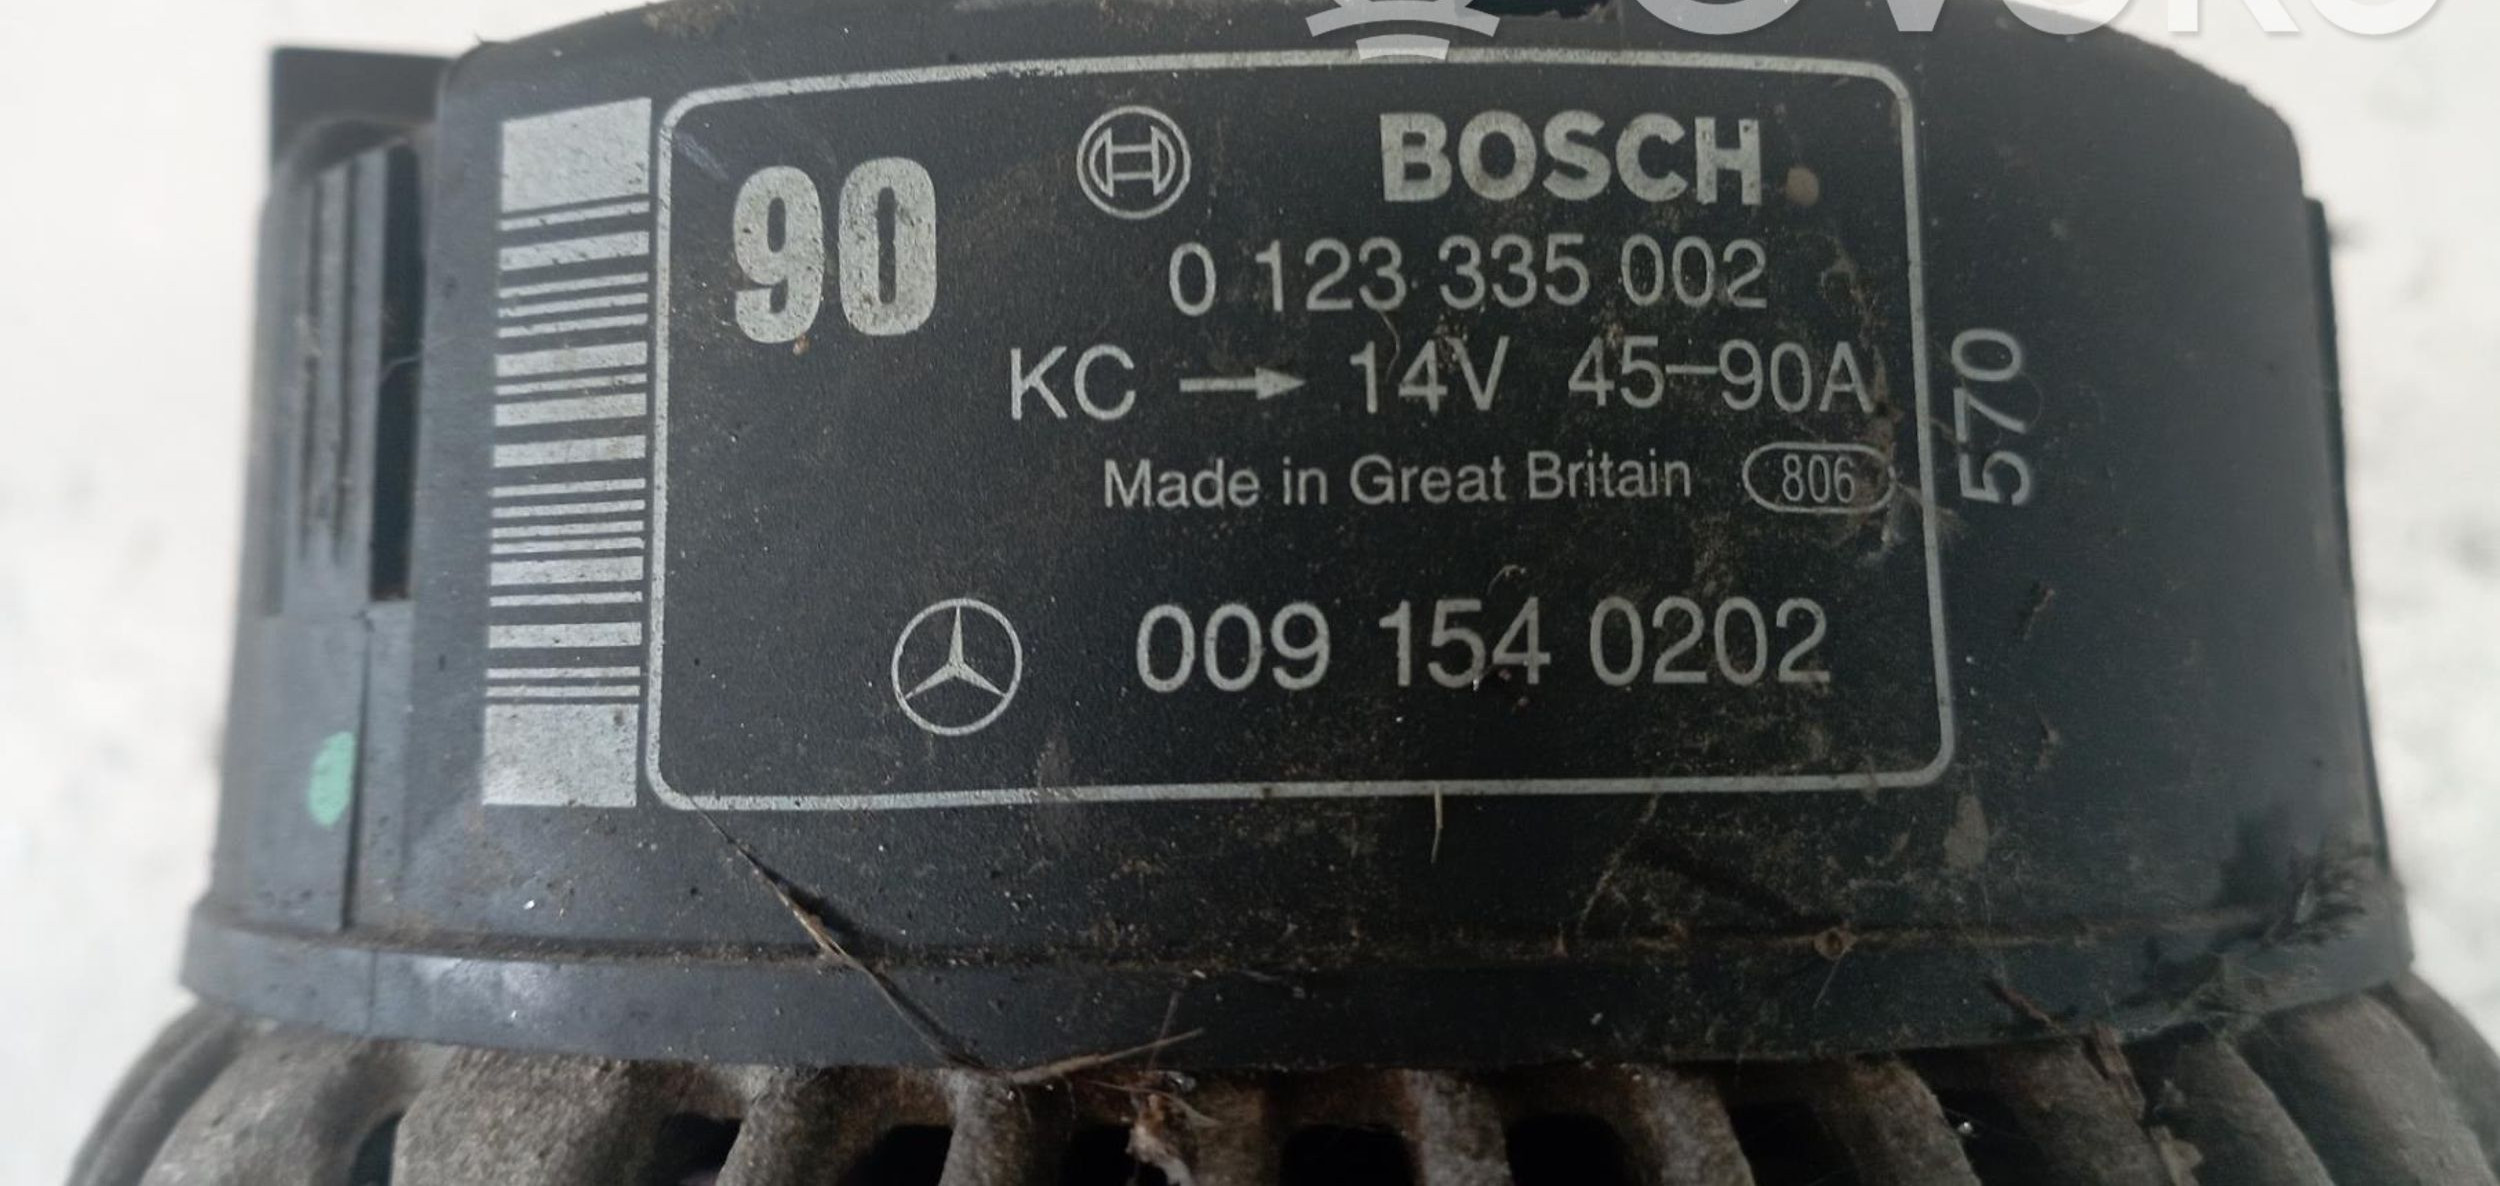 OVOKO
90
BOSCH
0 123 335 002
KC → 14V 45-90A
Made in Great Britain 806
570
009 154 0202